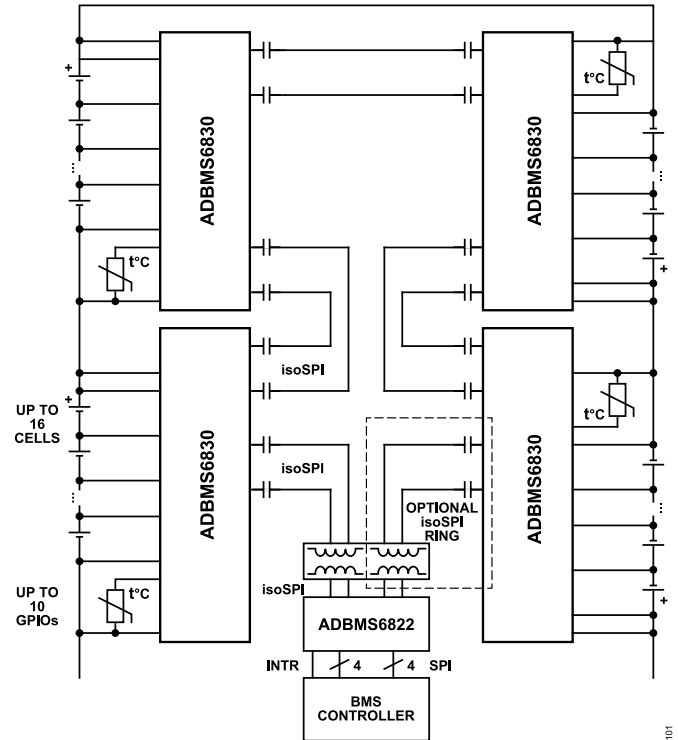 ADBMS6830
ADBMS6830
t°C
+
...
t°C
...
+
isoSPI
ADBMS6830
ADBMS6830
t°C
UP TO
16
CELLS
+
isoSPI
OPTIONAL
isoSPI
RING
...
...
UP TO
10
GPIOs
t°C
isoSPI
+
ADBMS6822
INTR
4
4
SPI
BMS
CONTROLLER
101